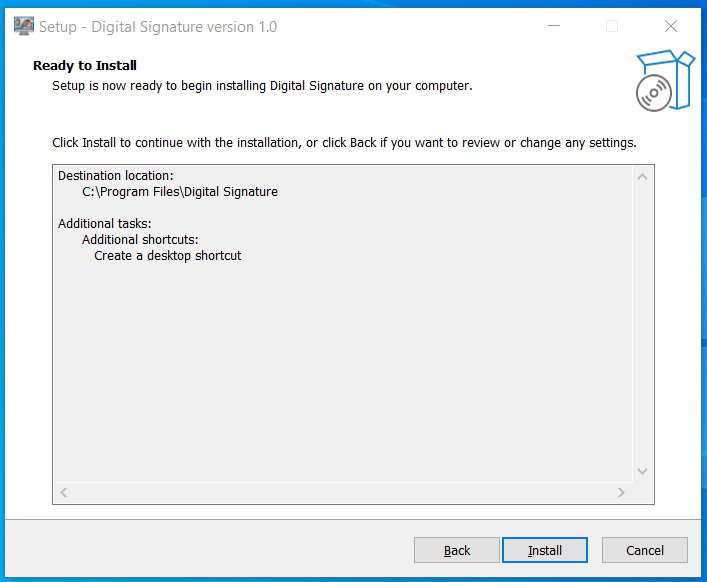 Setup - Digital Signature version 1.0
Ready to Install
Setup is now ready to begin installing Digital Signature on your computer.
Click Install to continue with the installation, or click Back if you want to review or change any settings.
Destination location:
C:\Program Files\Digital Signature
Additional tasks:
Additional shortcuts:
Create a desktop shortcut
Back Install Cancel